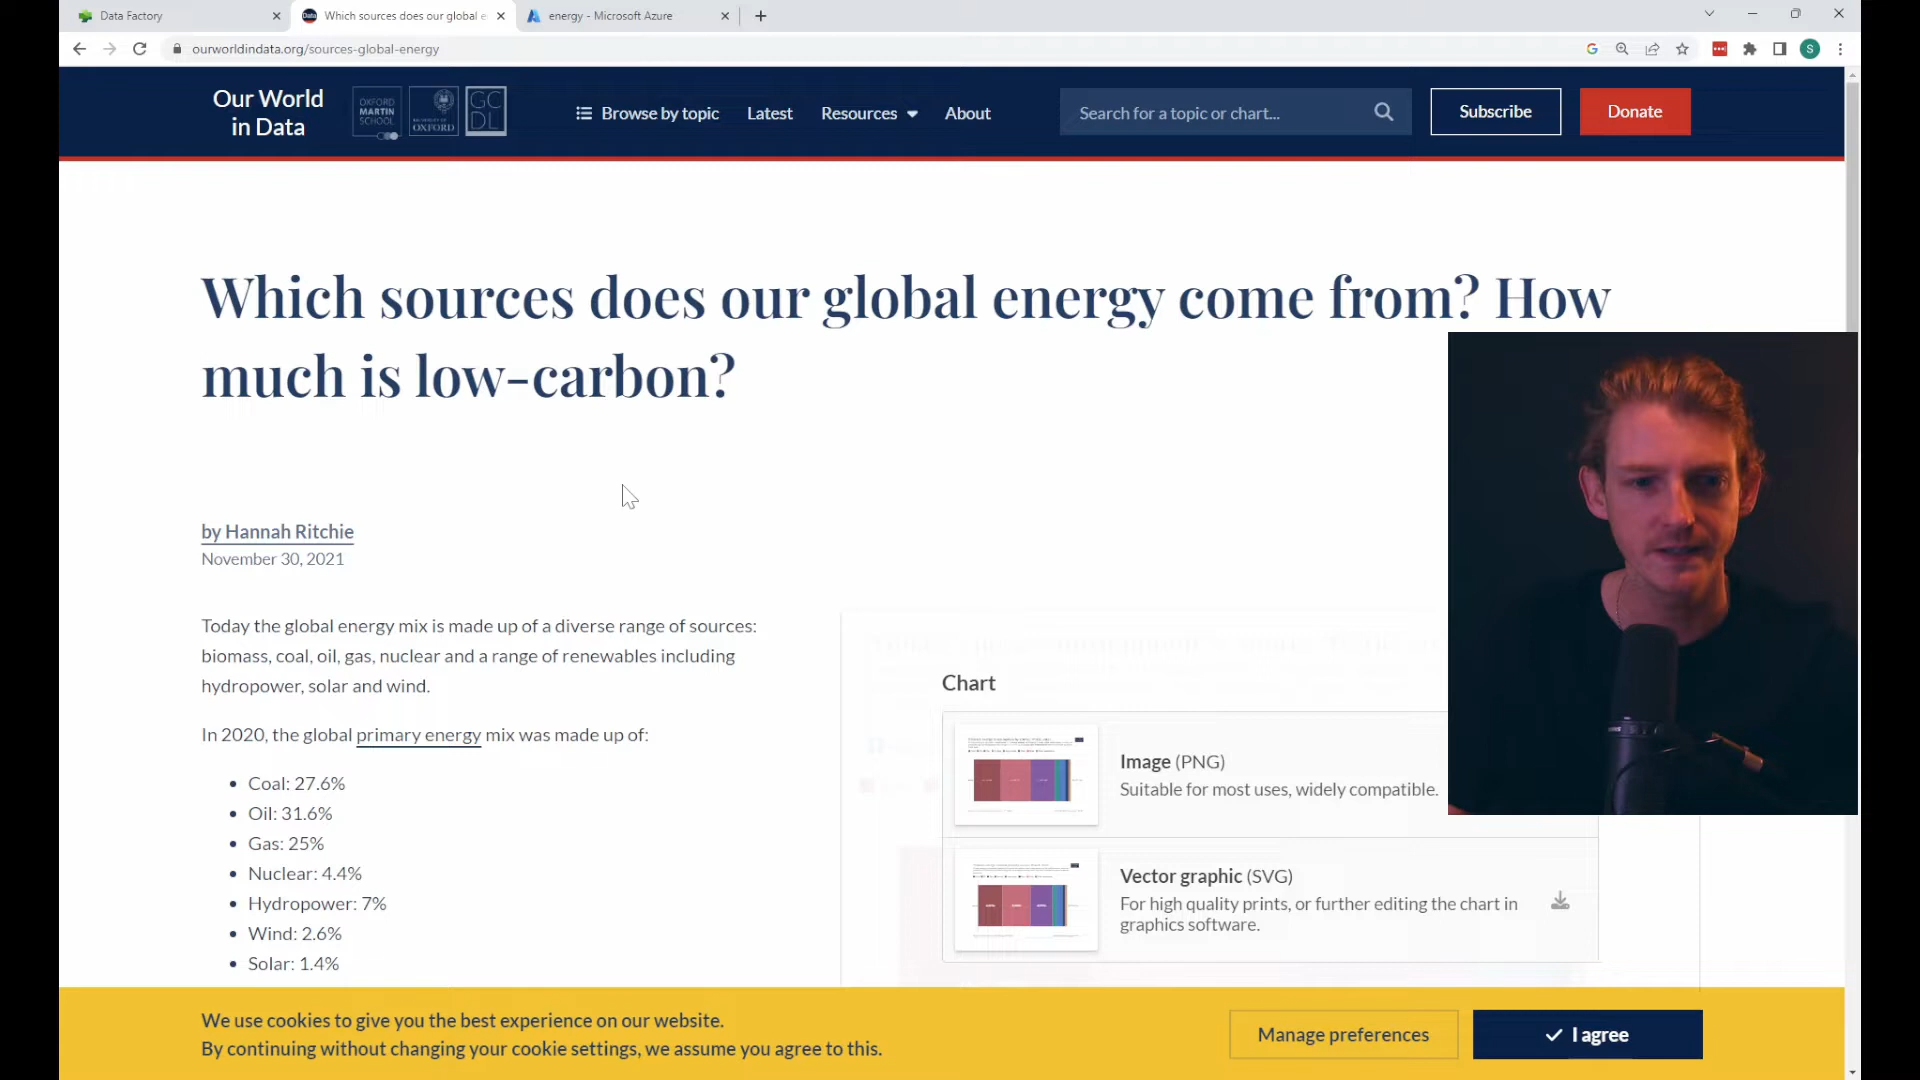 Data Factory
Which sources does our global e
energy - Microsoft Azure
ourworldindata.org/sources-global-energy
S
Our World
in Data
OXFORD
MARTIN
SCHOOL
OXFORD
GC
DL
Browse by topic
Latest
Resources
About
Search for a topic or chart...
Subscribe
Donate
Which sources does our global energy come from? How
much is low-carbon?
by Hannah Ritchie
November 30, 2021
Today the global energy mix is made up of a diverse range of sources:
biomass, coal, oil, gas, nuclear and a range of renewables including
hydropower, solar and wind.
In 2020, the global primary energy mix was made up of:
• Coal: 27.6%
• Oil: 31.6%
• Gas: 25%
• Nuclear: 4.4%
• Hydropower: 7%
• Wind: 2.6%
• Solar: 1.4%
Chart
Image (PNG)
Suitable for most uses, widely compatible.
Vector graphic (SVG)
For high quality prints, or further editing the chart in
graphics software.
We use cookies to give you the best experience on our website.
By continuing without changing your cookie settings, we assume you agree to this.
Manage preferences
I agree